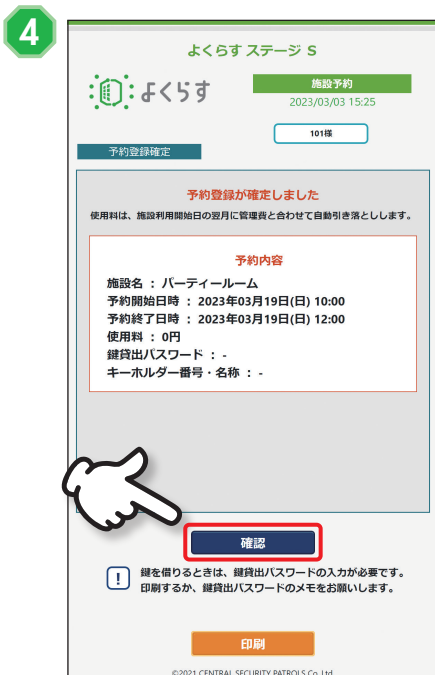 4
よくらす ステージ S
よくらす
施設予約
2023/03/03 15:25
101様
予約登録確定
予約登録が確定しました
使用料は、施設利用開始日の翌月に管理費と合わせて自動引き落としします。
予約内容
施設名 : パーティールーム
予約開始日時 : 2023年03月19日(日) 10:00
予約終了日時 : 2023年03月19日(日) 12:00
使用料 : 0円
鍵貸出パスワード : -
キーホルダー番号・名称 : -
確認
! 鍵を借りるときは、鍵貸出パスワードの入力が必要です。
印刷するか、鍵貸出パスワードのメモをお願いします。
印刷
©2021 CENTRAL SECURITY PATROLS Co.,Ltd.